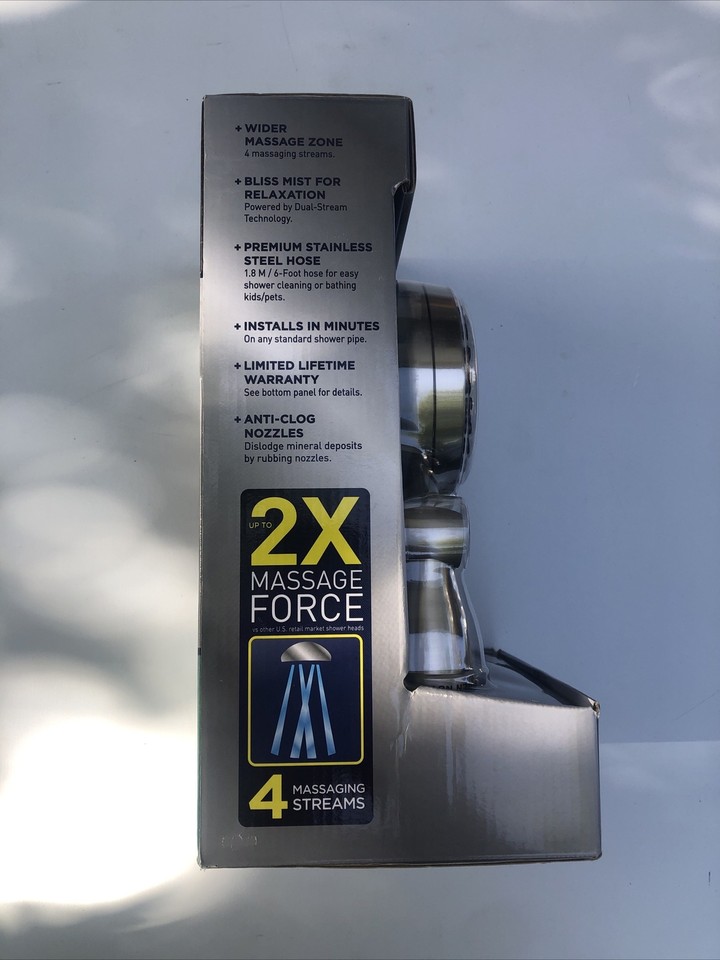 + WIDER
MASSAGE ZONE
4 massaging streams.
+ BLISS MIST FOR
RELAXATION
Powered by Dual-Stream
Technology.
+ PREMIUM STAINLESS
STEEL HOSE
1.8 M / 6-Foot hose for easy
shower cleaning or bathing
kids/pets.
+ INSTALLS IN MINUTES
On any standard shower pipe.
+ LIMITED LIFETIME
WARRANTY
See bottom panel for details.
+ ANTI-CLOG
NOZZLES
Dislodge mineral deposits
by rubbing nozzles.
UP TO 2X
MASSAGE
FORCE
vs other U.S. retail market shower heads
4 MASSAGING
STREAMS